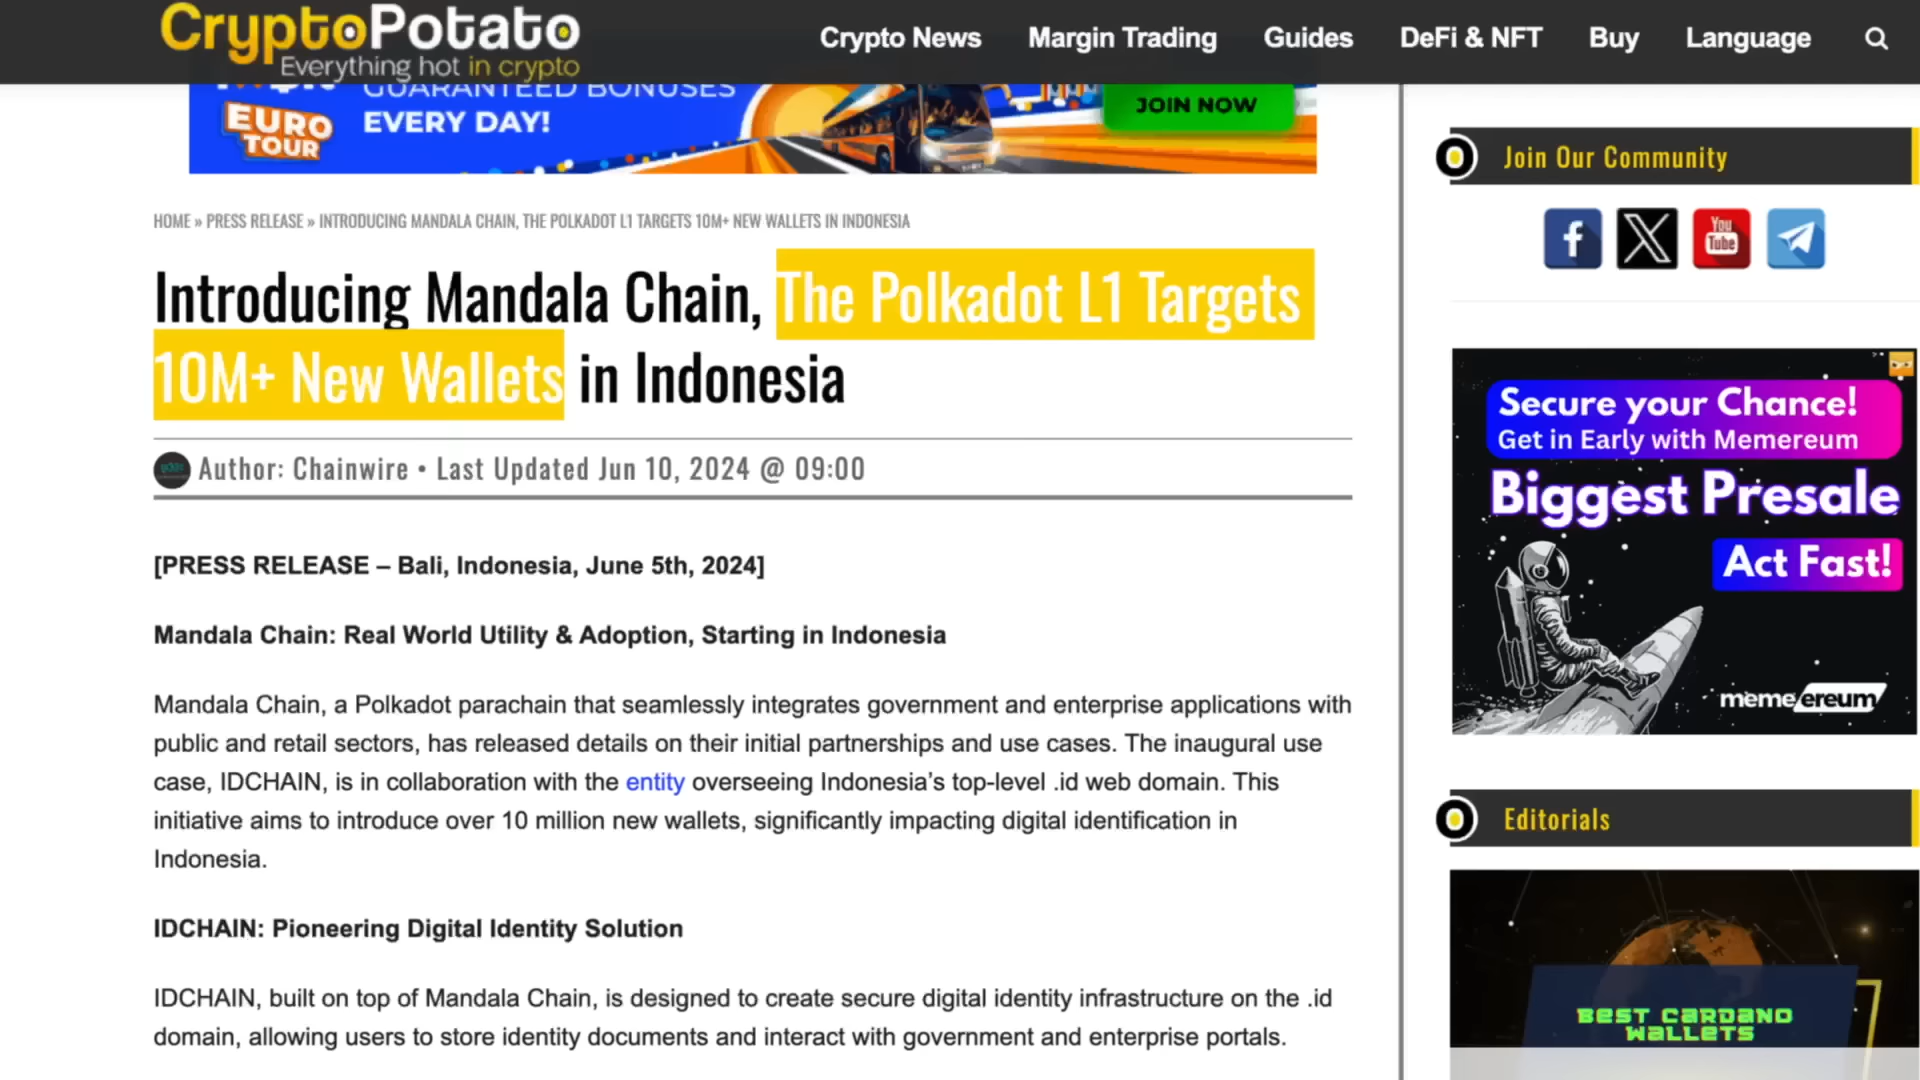 CryptoPotato
Everything hot in crypto
Crypto News
Margin Trading
Guides
DeFi & NFT
Buy
Language
GUARANTEED BONUSES
EVERY DAY!
EURO
TOUR
JOIN NOW
HOME » PRESS RELEASE » INTRODUCING MANDALA CHAIN, THE POLKADOT L1 TARGETS 10M+ NEW WALLETS IN INDONESIA
Introducing Mandala Chain, The Polkadot L1 Targets
10M+ New Wallets in Indonesia
Author: Chainwire • Last Updated Jun 10, 2024 @ 09:00
[PRESS RELEASE – Bali, Indonesia, June 5th, 2024]
Mandala Chain: Real World Utility & Adoption, Starting in Indonesia
Mandala Chain, a Polkadot parachain that seamlessly integrates government and enterprise applications with
public and retail sectors, has released details on their initial partnerships and use cases. The inaugural use
case, IDCHAIN, is in collaboration with the entity overseeing Indonesia’s top-level .id web domain. This
initiative aims to introduce over 10 million new wallets, significantly impacting digital identification in
Indonesia.
IDCHAIN: Pioneering Digital Identity Solution
IDCHAIN, built on top of Mandala Chain, is designed to create secure digital identity infrastructure on the .id
domain, allowing users to store identity documents and interact with government and enterprise portals.
Join Our Community
f
X
You
Tube
Secure your Chance!
Get in Early with Memereum
Biggest Presale
Act Fast!
memeereum
Editorials
BEST CARDANO
WALLETS